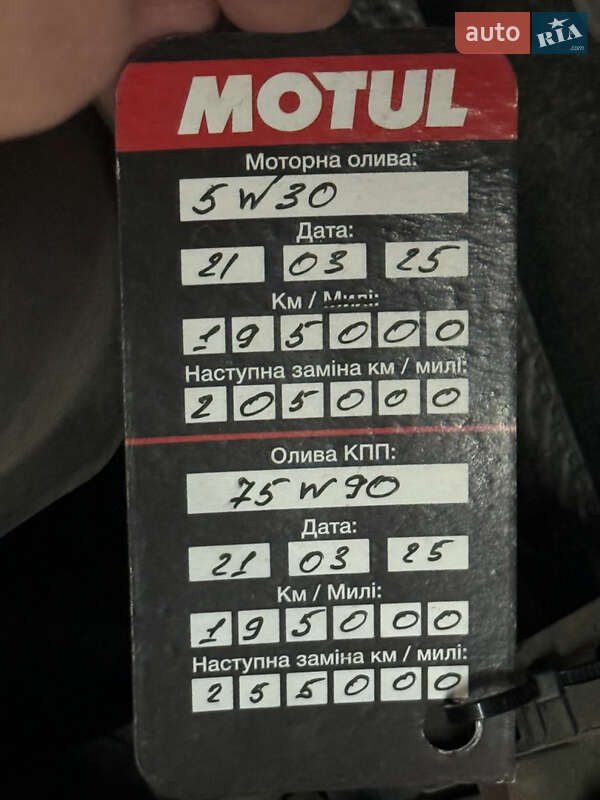 auto RIA.com
MOTUL
Моторна олива:
5W30
Дата:
21 03 25
Км / Милі:
195000
Наступна заміна км / милі:
205000
Олива КПП:
75W90
Дата:
21 03 25
Км / Милі:
195000
Наступна заміна км / милі:
255000